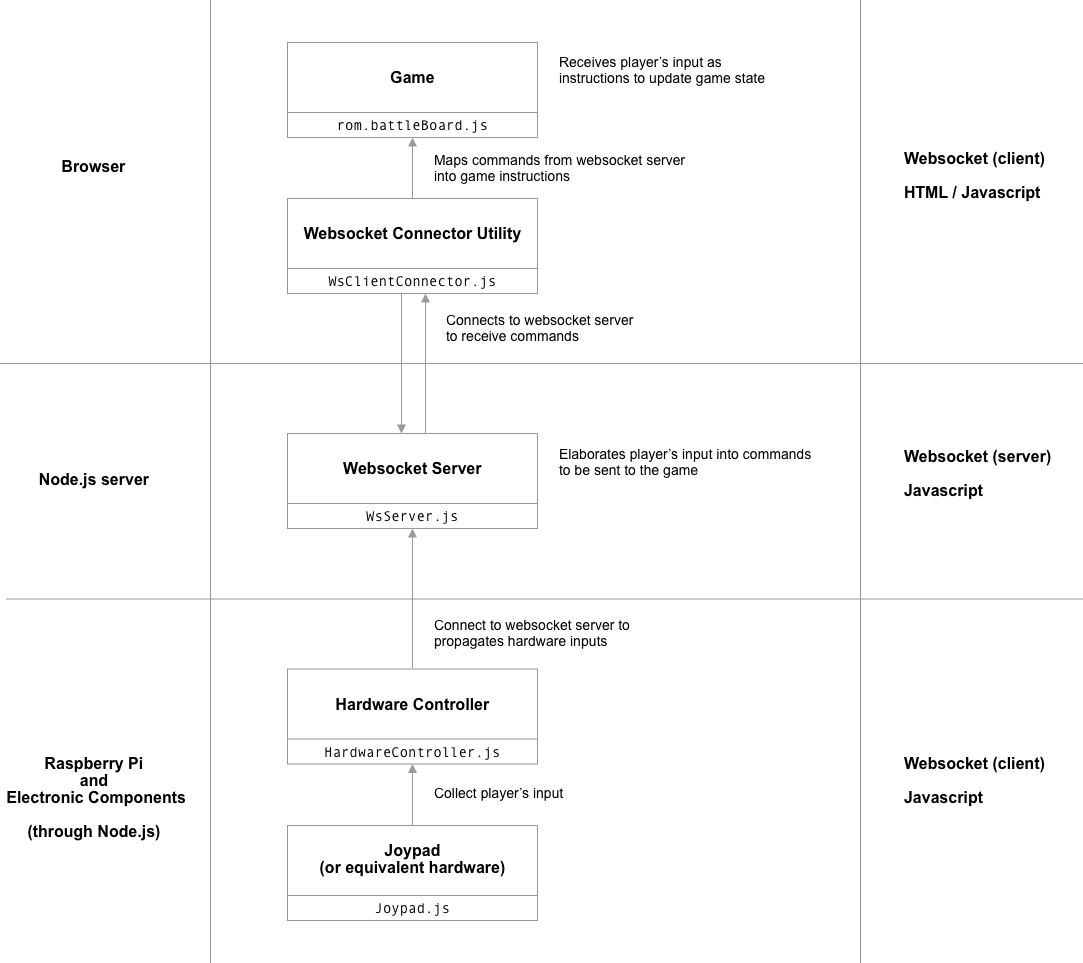 Game
rom.battleBoard.js
Receives player’s input as
instructions to update game state
Browser
Maps commands from websocket server
into game instructions
Websocket (client)
HTML / Javascript
Websocket Connector Utility
WsClientConnector.js
Connects to websocket server
to receive commands
Node.js server
Websocket Server
WsServer.js
Elaborates player’s input into commands
to be sent to the game
Websocket (server)
Javascript
Connect to websocket server to
propagates hardware inputs
Hardware Controller
HardwareController.js
Raspberry Pi
and
Electronic Components
(through Node.js)
Collect player’s input
Websocket (client)
Javascript
Joypad
(or equivalent hardware)
Joypad.js